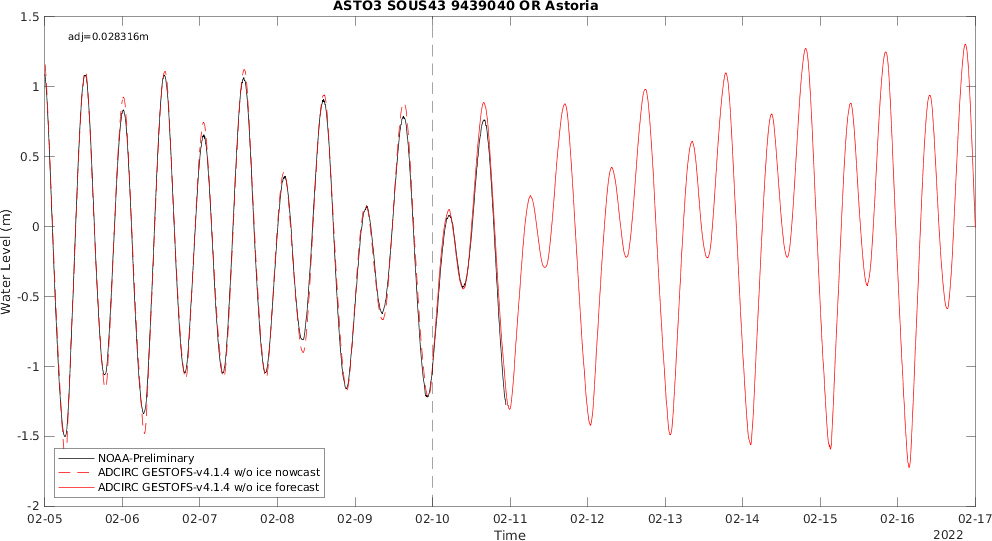 ASTO3 SOUS43 9439040 OR Astoria
adj=0.028316m
1.5
1
0.5
0
-0.5
-1
-1.5
-2
Water Level (m)
NOAA-Preliminary
ADCIRC GESTOFS-v4.1.4 w/o ice nowcast
ADCIRC GESTOFS-v4.1.4 w/o ice forecast
02-05 02-06 02-07 02-08 02-09 02-10 02-11 02-12 02-13 02-14 02-15 02-16 02-17
Time
2022